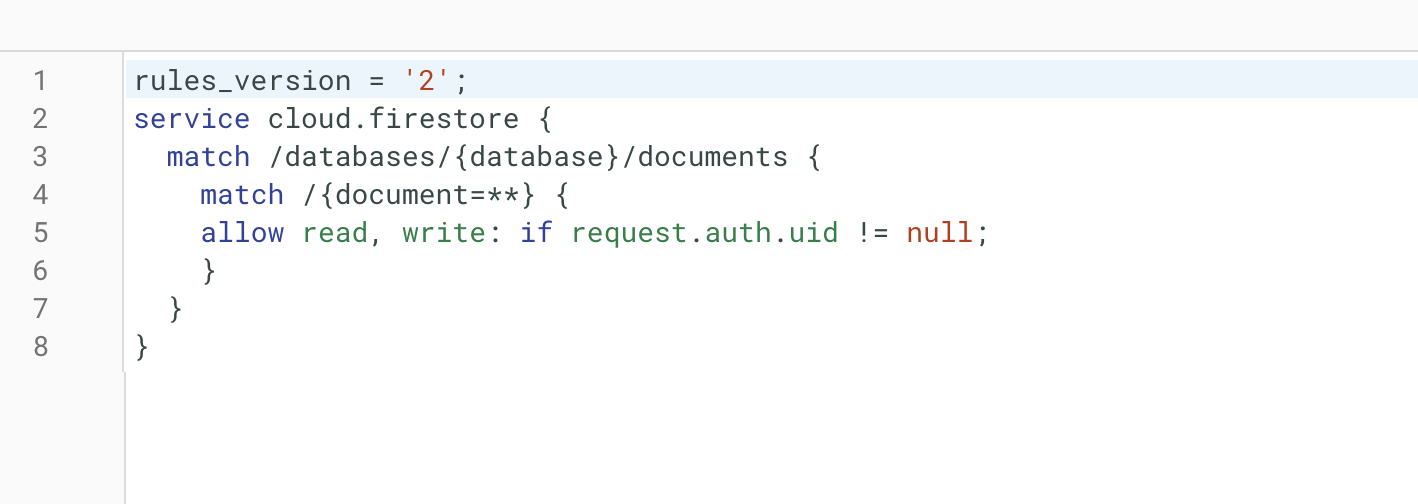 1 rules_version = '2';
2 service cloud.firestore {
3   match /databases/{database}/documents {
4     match /{document=**} {
5     allow read, write: if request.auth.uid != null;
6     }
7   }
8 }